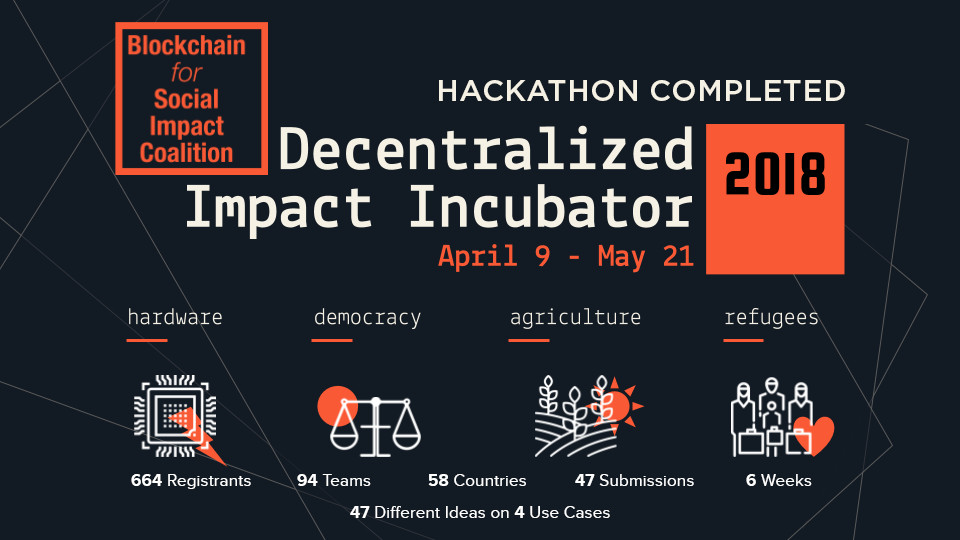 Blockchain
for
Social
Impact
Coalition
HACKATHON COMPLETED
Decentralized
Impact Incubator
April 9 - May 21
2018
hardware
democracy
agriculture
refugees
664 Registrants
94 Teams
58 Countries
47 Submissions
6 Weeks
47 Different Ideas on 4 Use Cases